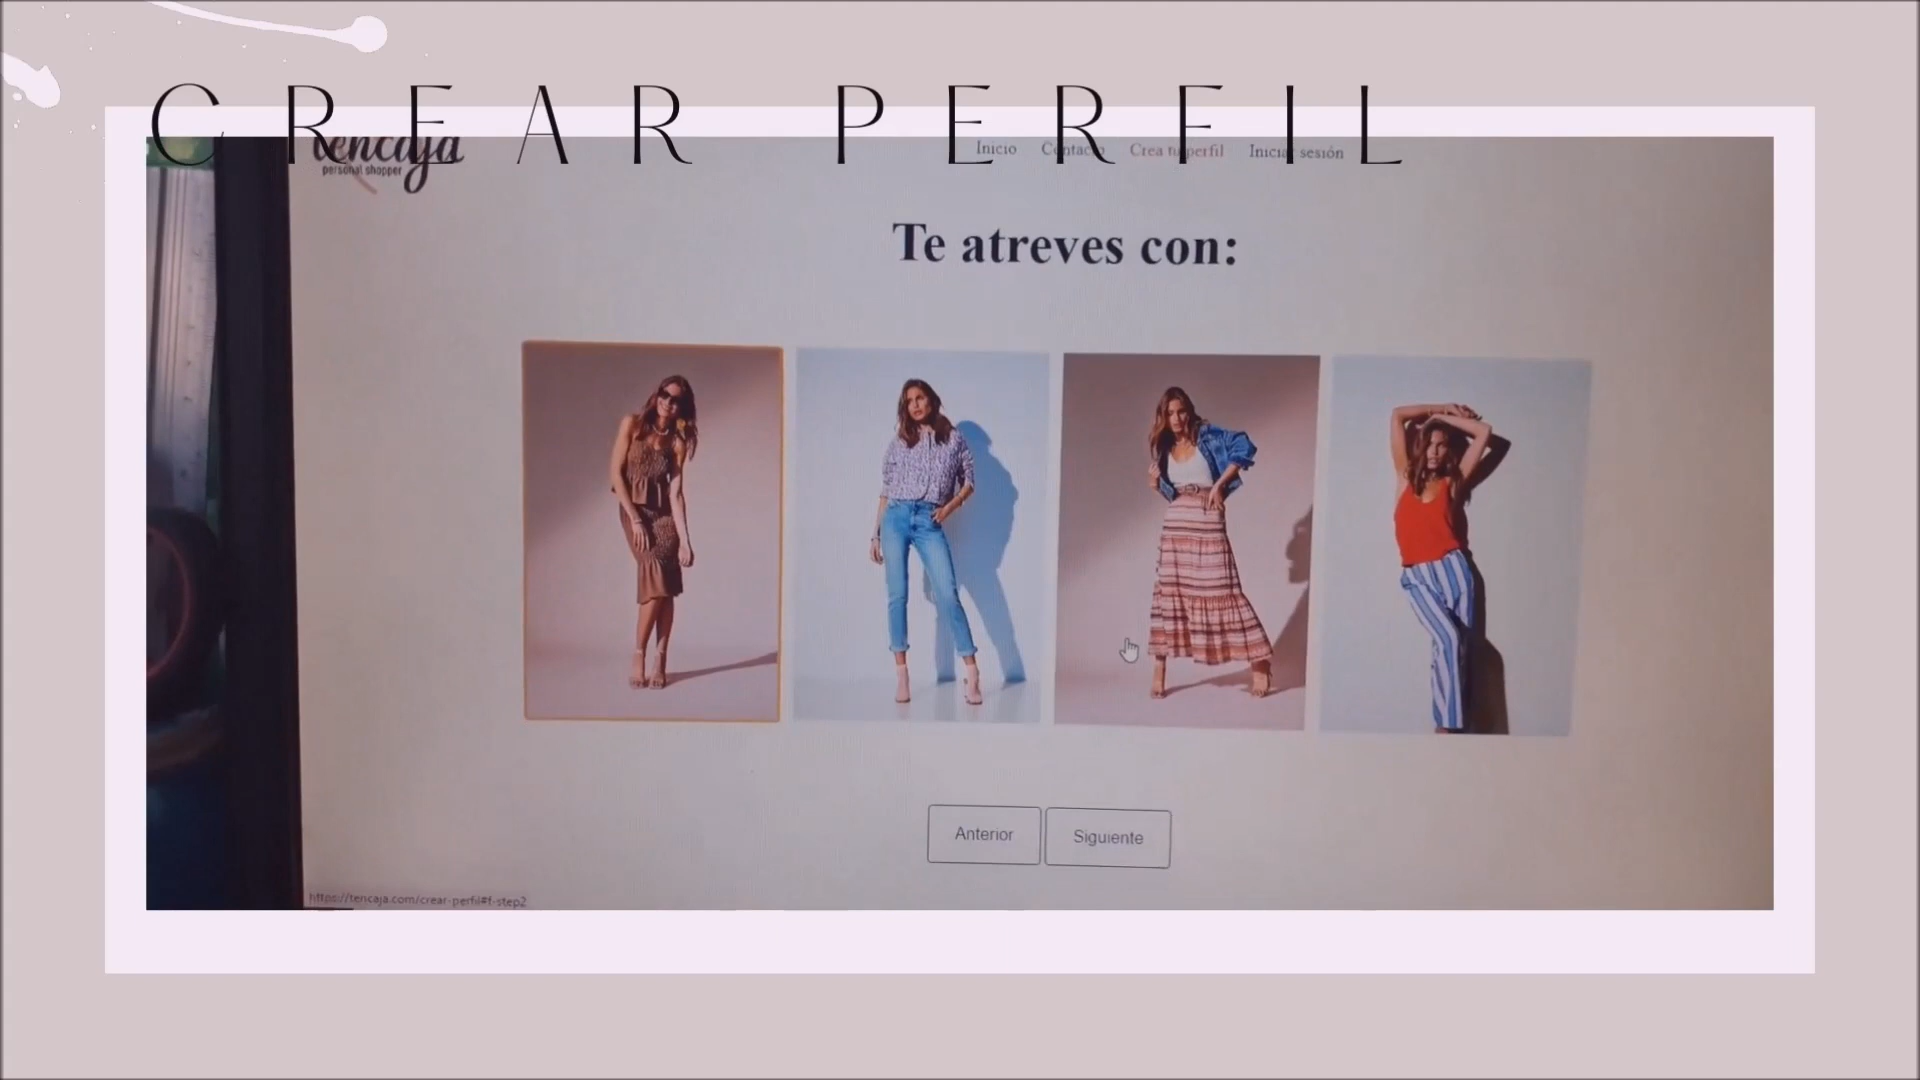 CREAR PERFIL
tencaja
personal shopper
Inicio Contacto Crea tu perfil Iniciar sesión
Te atreves con:
Anterior Siguiente
https://tencaja.com/crear-perfil#f-step2